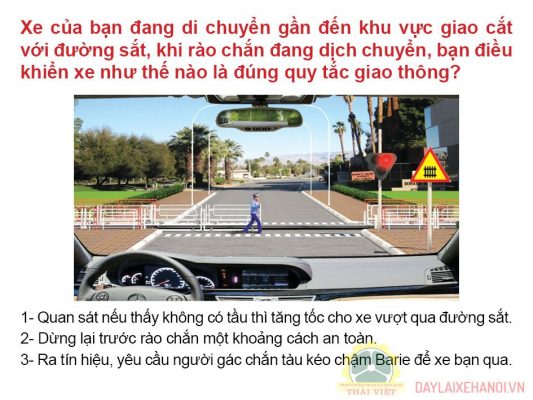 Xe của bạn đang di chuyển gần đến khu vực giao cắt
với đường sắt, khi rào chắn đang dịch chuyển, bạn điều
khiển xe như thế nào là đúng quy tắc giao thông?
1- Quan sát nếu thấy không có tầu thì tăng tốc cho xe vượt qua đường sắt.
2- Dừng lại trước rào chắn một khoảng cách an toàn.
3- Ra tín hiệu, yêu cầu người gác chắn tàu kéo chậm Barie để xe bạn qua.
THÁI VIỆT
DAYLAIXEHANOI.VN